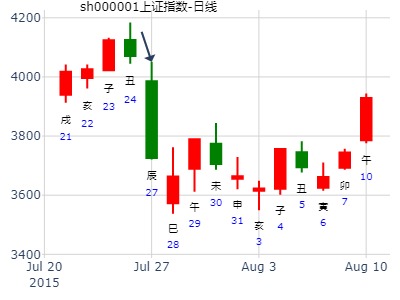 sh000001上证指数-日线
4200
4000
3800
3600
3400
戌
21
亥
22
子
23
丑
24
辰
27
巳
28
午
29
未
30
申
31
亥
3
子
4
丑
5
寅
6
卯
7
午
10
Jul 20
2015
Jul 27
Aug 3
Aug 10